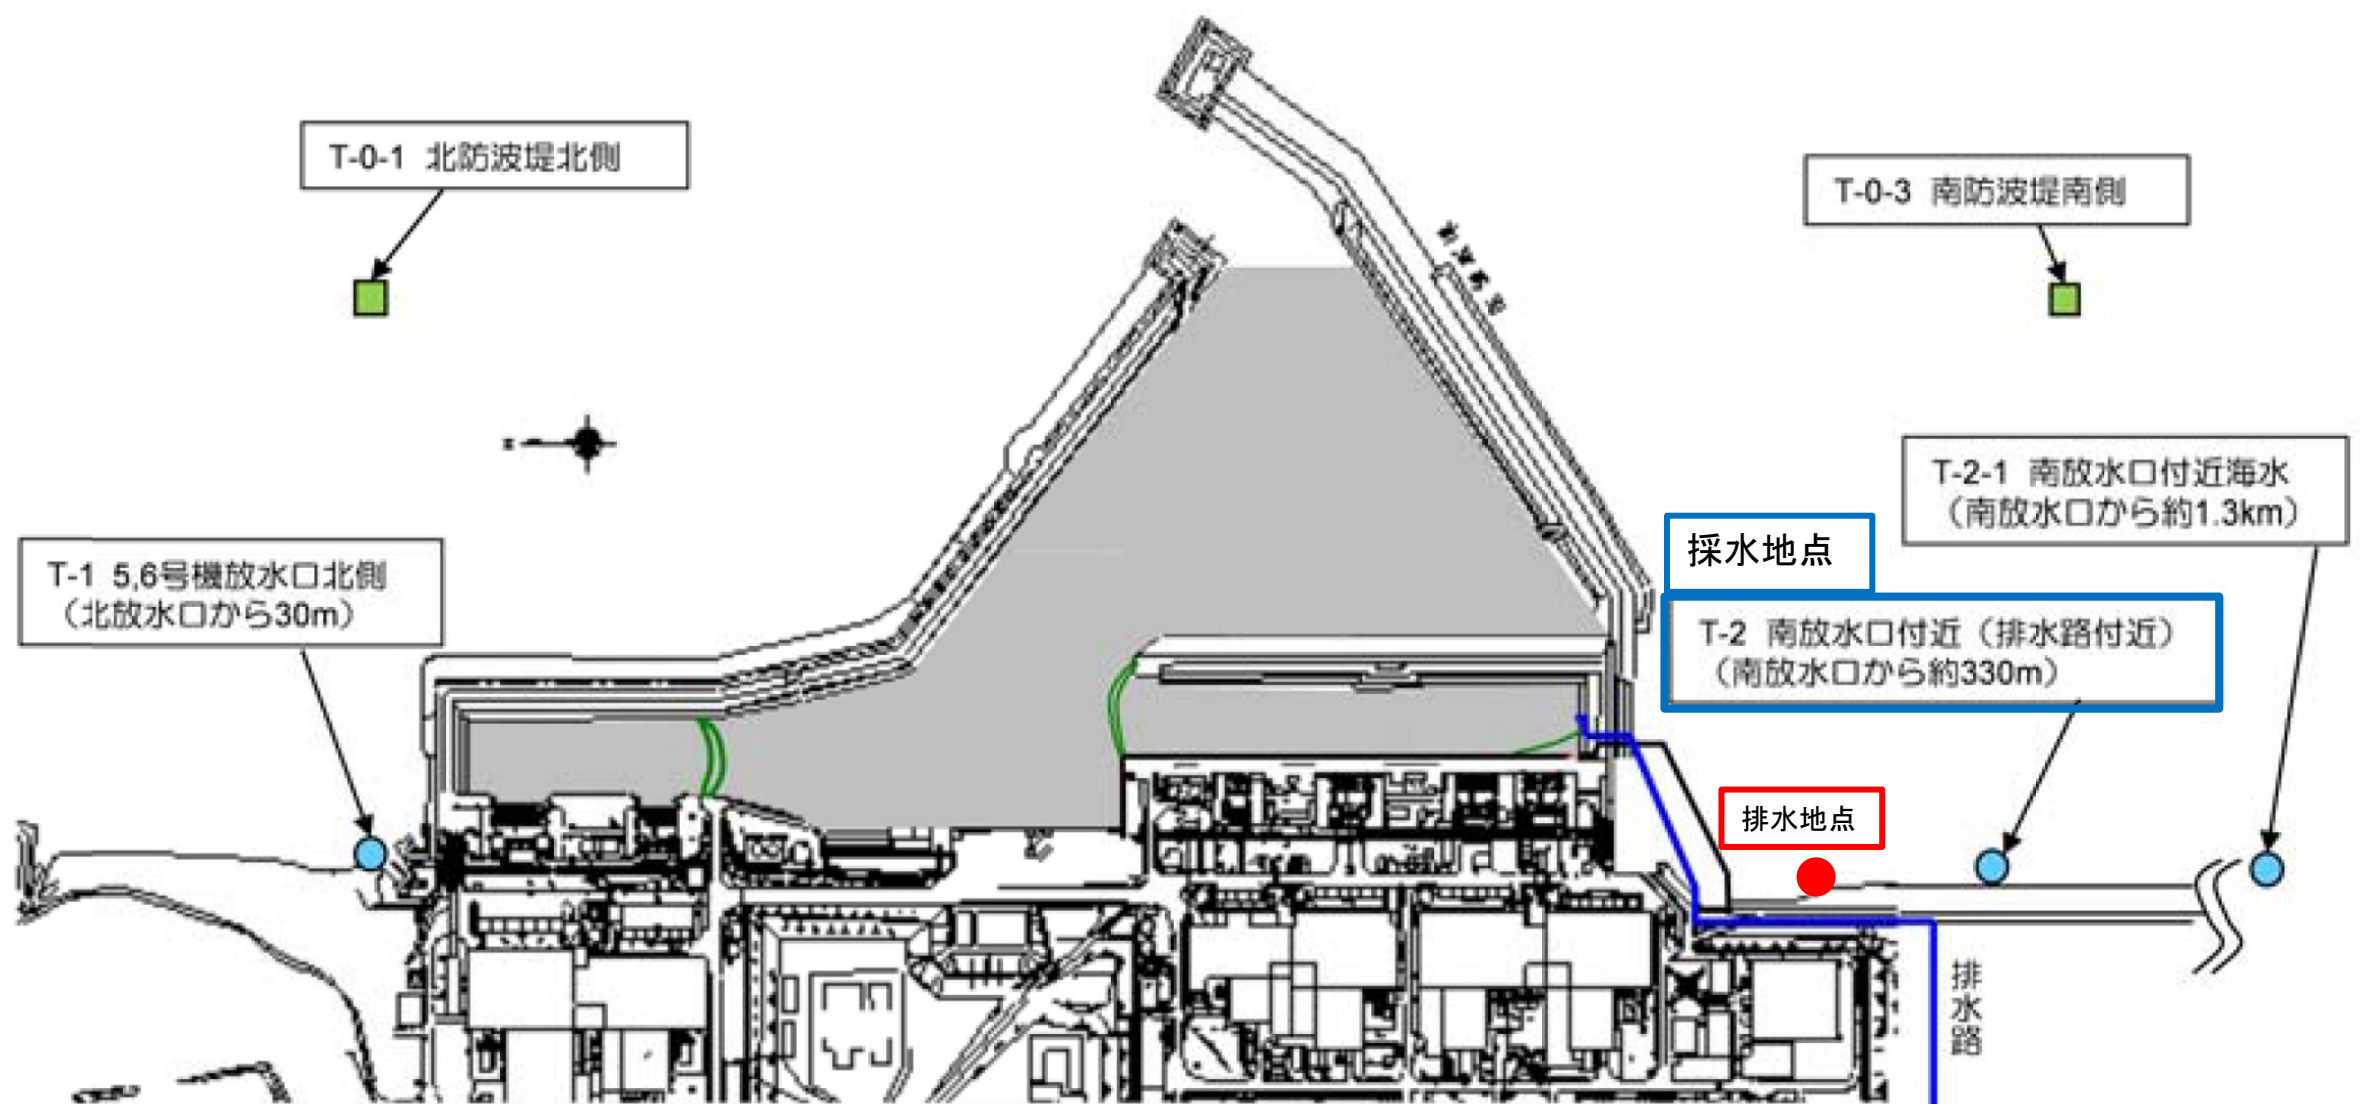 T-0-1 北防波堤北側
T-0-3 南防波堤南側
T-2-1 南放水口付近海水
（南放水口から約1.3km）
採水地点
T-1 5,6号機放水口北側
（北放水口から30m）
T-2 南放水口付近（排水路付近）
（南放水口から約330m）
排水地点
排水路